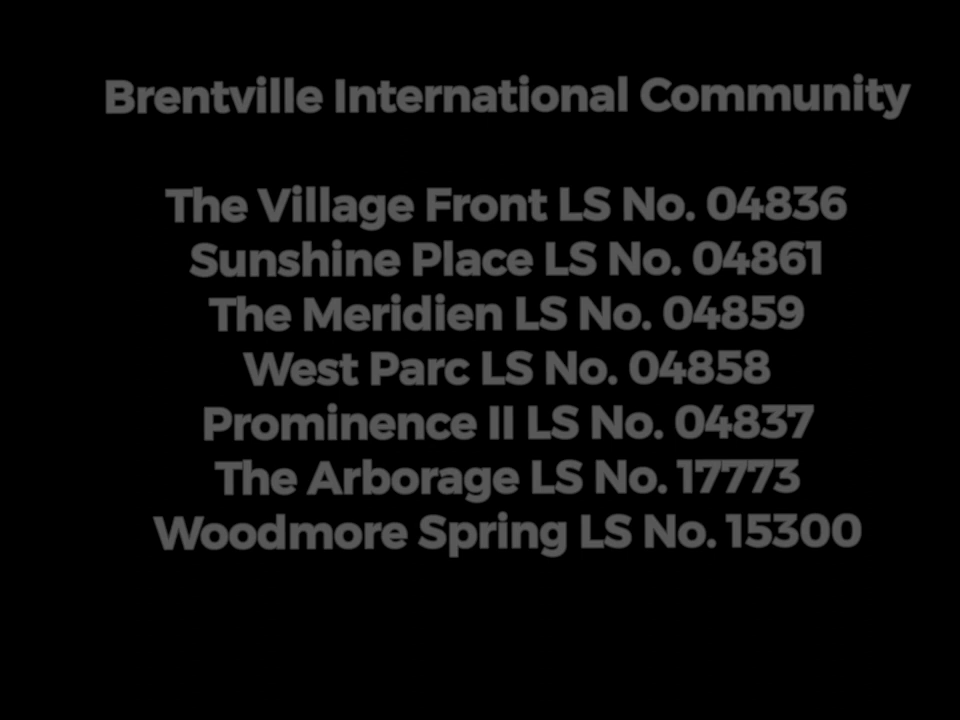 Brentville International Community
The Village Front LS No. 04836
Sunshine Place LS No. 04861
The Meridien LS No. 04859
West Parc LS No. 04858
Prominence II LS No. 04837
The Arborage LS No. 17773
Woodmore Spring LS No. 15300